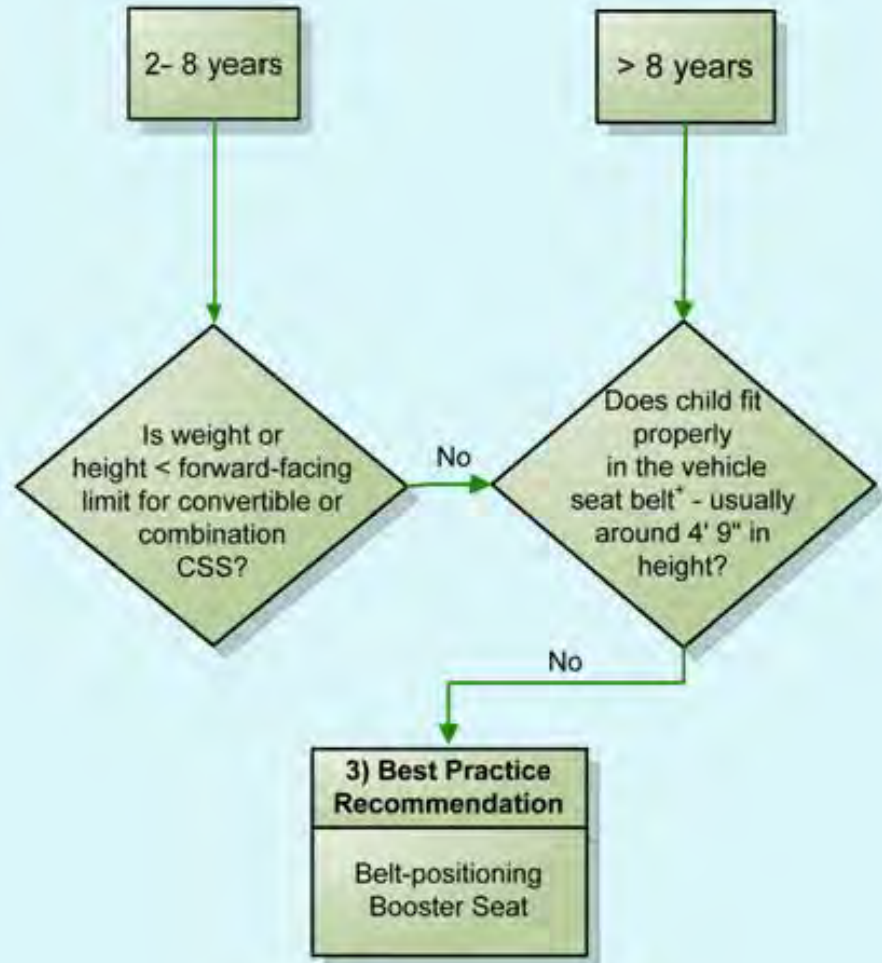 2- 8 years
> 8 years
Is weight or
height < forward-facing
limit for convertible or
combination
CSS?
No
Does child fit
properly
in the vehicle
seat belt⁺ - usually
around 4' 9" in
height?
No
3) Best Practice
Recommendation
Belt-positioning
Booster Seat